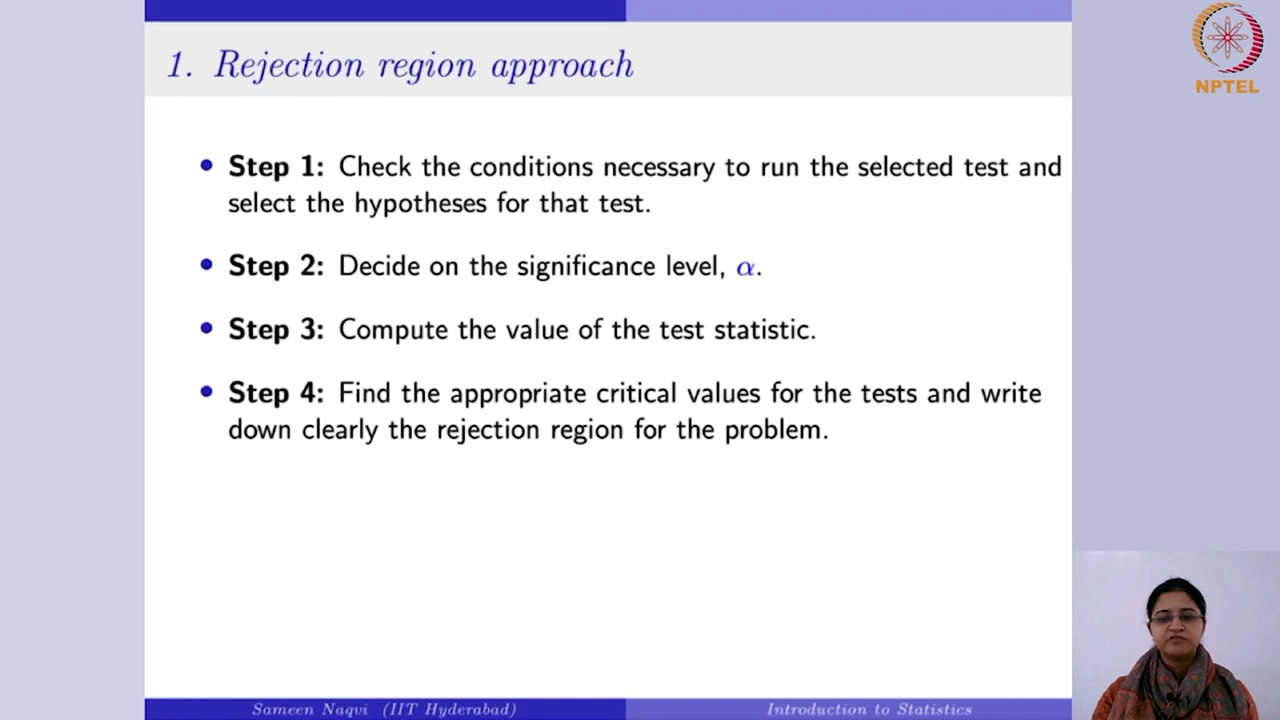 1. Rejection region approach
NPTEL
• Step 1: Check the conditions necessary to run the selected test and
select the hypotheses for that test.
• Step 2: Decide on the significance level, α.
• Step 3: Compute the value of the test statistic.
• Step 4: Find the appropriate critical values for the tests and write
down clearly the rejection region for the problem.
Sameen Naqvi (IIT Hyderabad)
Introduction to Statistics